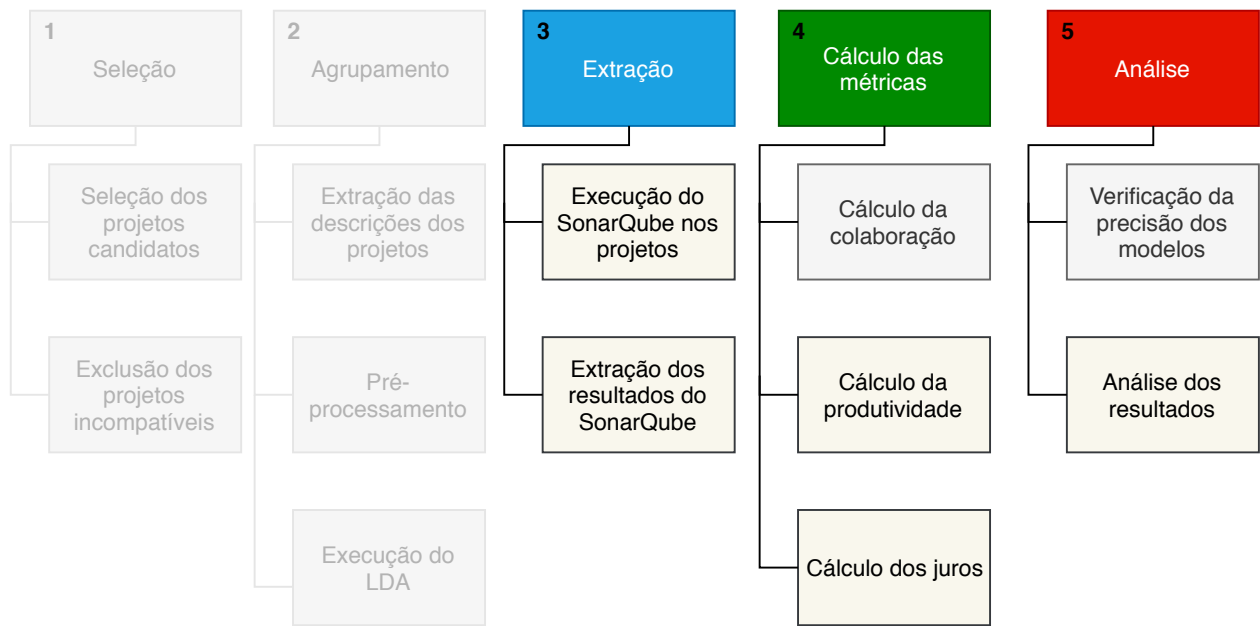 1
Seleção
Seleção dos
projetos
candidatos
Exclusão dos
projetos
incompatíveis
2
Agrupamento
Extração das
descrições dos
projetos
Pré-
processamento
Execução do
LDA
3
Extração
Execução do
SonarQube nos
projetos
Extração dos
resultados do
SonarQube
4
Cálculo das
métricas
Cálculo da
colaboração
Cálculo da
produtividade
Cálculo dos juros
5
Análise
Verificação da
precisão dos
modelos
Análise dos
resultados